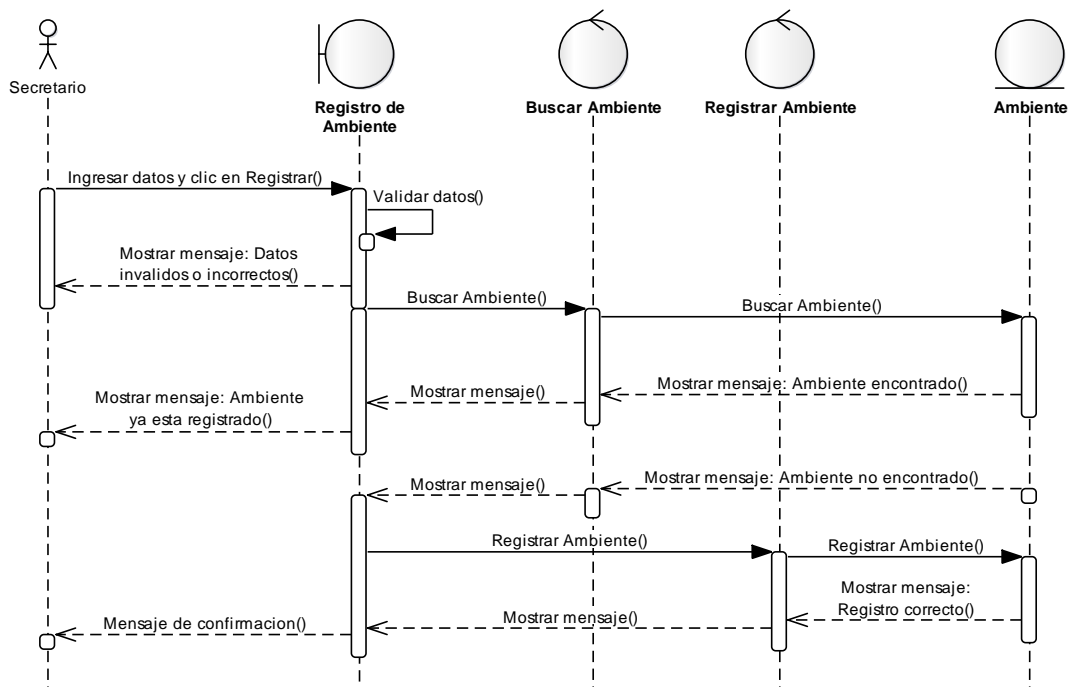 Secretario
Registro de
Ambiente
Buscar Ambiente
Registrar Ambiente
Ambiente
Ingresar datos y clic en Registrar()
Validar datos()
Mostrar mensaje: Datos
invalidos o incorrectos()
Buscar Ambiente()
Buscar Ambiente()
Mostrar mensaje: Ambiente encontrado()
Mostrar mensaje()
Mostrar mensaje: Ambiente
ya esta registrado()
Mostrar mensaje: Ambiente no encontrado()
Mostrar mensaje()
Registrar Ambiente()
Registrar Ambiente()
Mostrar mensaje:
Registro correcto()
Mostrar mensaje()
Mensaje de confirmacion()